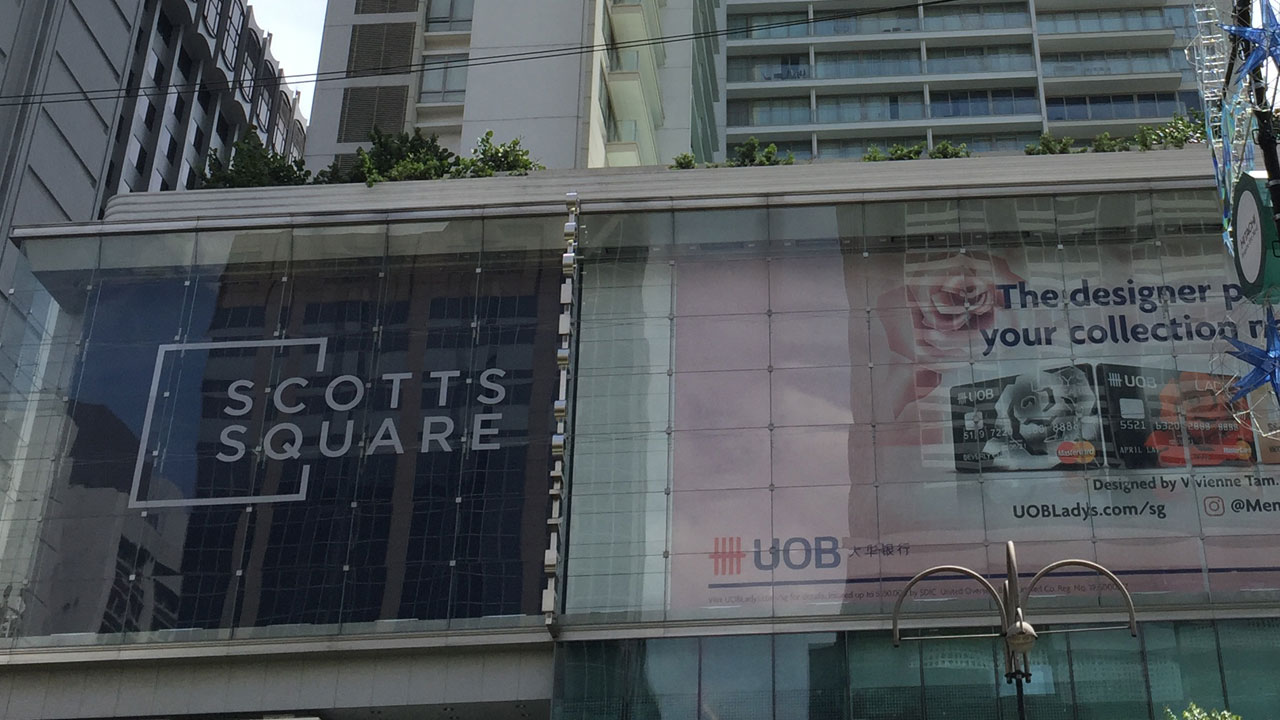 SCOTTS
SQUARE
The designer
your collection
UOB
UOB
5521
APRIL
Designed by Vivienne Tam.
UOBLadys.com/sg
UOB 大华银行